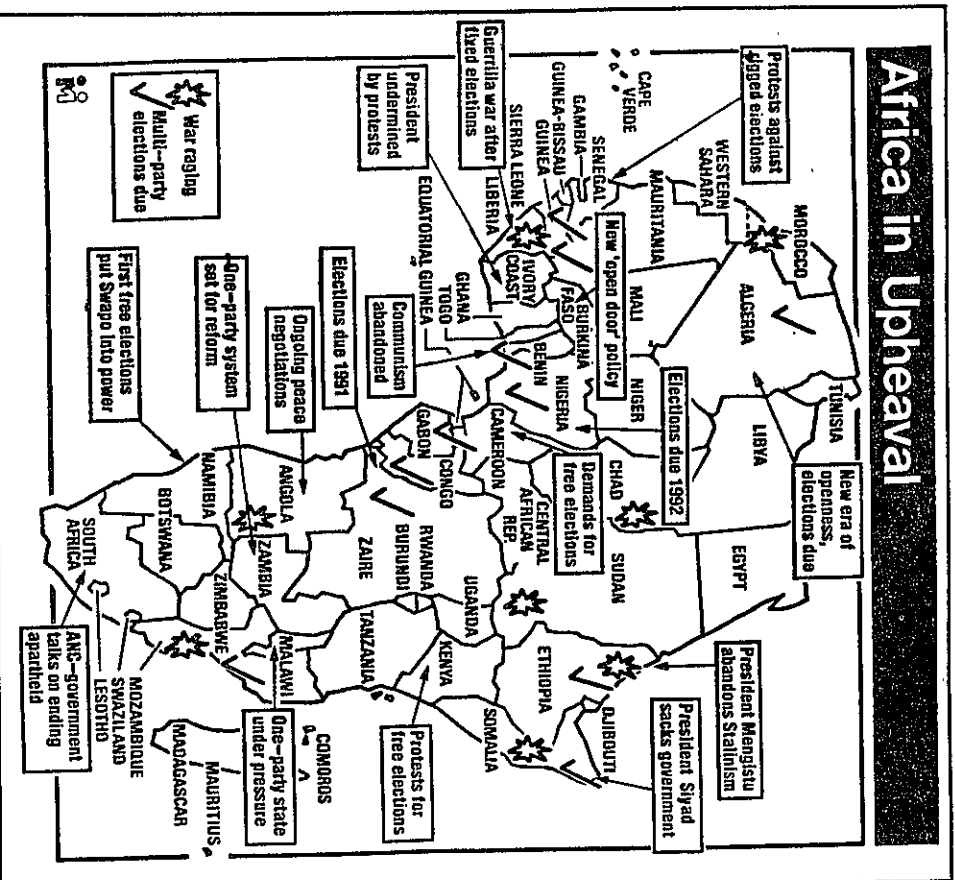 Africa in Upheaval
New era of
openness,
elections due
President Mengistu
abandons Stalinism
President Siyad
sacks government
Protests against
rigged elections
Elections due 1992
New 'open door' policy
Demands for
free elections
Guerrilla war after
fixed elections
President
undermined
by protests
Communism
abandoned
Elections due 1991
Ongoing peace
negotiations
One-party system
set for reform
First free elections
put Swapo into power
Protests for
free elections
One-party state
under pressure
ANC-government
talks on ending
apartheid
MOROCCO
TUNISIA
ALGERIA
LIBYA
EGYPT
WESTERN
SAHARA
CAPE
VERDE
MAURITANIA
MALI
NIGER
CHAD
SUDAN
SENEGAL
GAMBIA
GUINEA-BISSAU
GUINEA
SIERRA LEONE
LIBERIA
IVORY
COAST
BURKINA
FASO
GHANA
TOGO
BENIN
NIGERIA
EQUATORIAL GUINEA
CAMEROON
CENTRAL
AFRICAN
REP.
ETHIOPIA
DJIBOUTI
SOMALIA
GABON
CONGO
ZAIRE
RWANDA
BURUNDI
UGANDA
KENYA
TANZANIA
ANGOLA
ZAMBIA
MALAWI
COMOROS
NAMIBIA
BOTSWANA
ZIMBABWE
SOUTH
AFRICA
MOZAMBIQUE
SWAZILAND
LESOTHO
MADAGASCAR
MAURITIUS
War raging
Multi-party
elections due